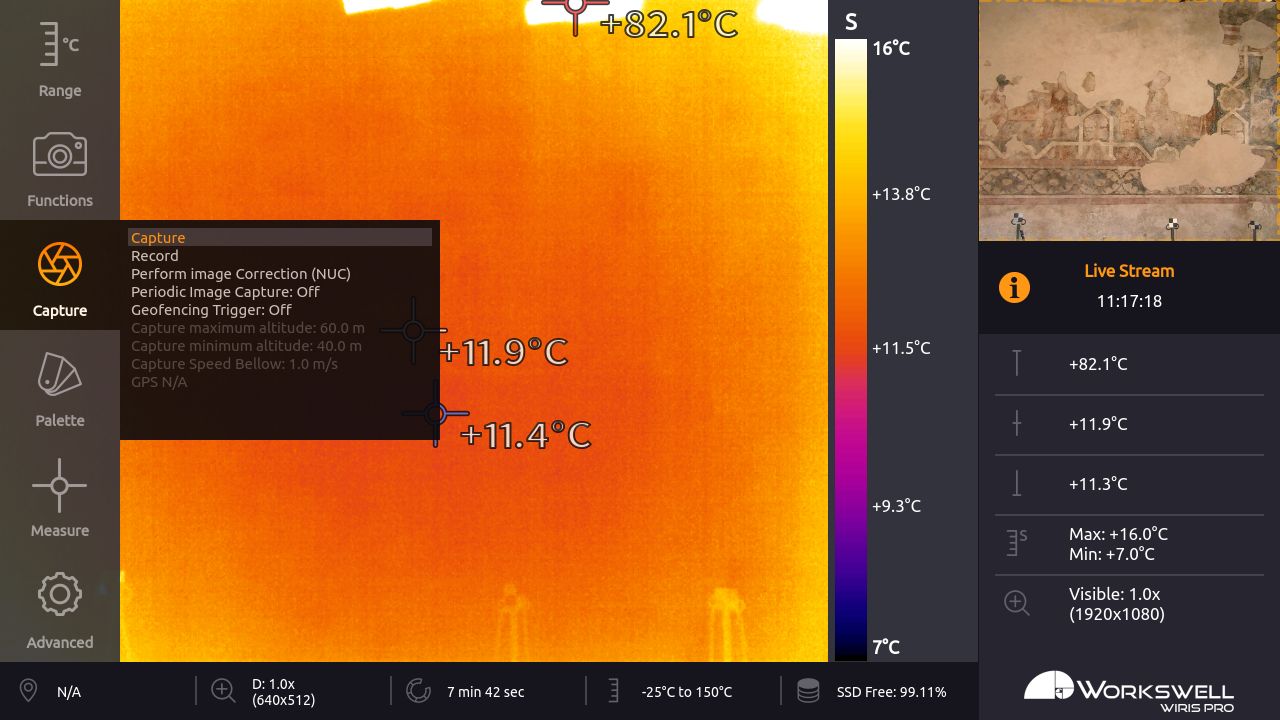 °C
Range
Functions
Capture
Palette
Measure
Advanced
Capture
Record
Perform image Correction (NUC)
Periodic Image Capture: Off
Geofencing Trigger: Off
Capture maximum altitude: 60.0 m
Capture minimum altitude: 40.0 m
Capture Speed Bellow: 1.0 m/s
GPS N/A
+82.1°C
+11.9°C
+11.4°C
S
16°C
+13.8°C
+11.5°C
+9.3°C
7°C
Live Stream
11:17:18
+82.1°C
+11.9°C
+11.3°C
S
Max: +16.0°C
Min: +7.0°C
Visible: 1.0x
(1920x1080)
WORKSWELL
WIRIS PRO
N/A
D: 1.0x
(640x512)
7 min 42 sec
-25°C to 150°C
SSD Free: 99.11%